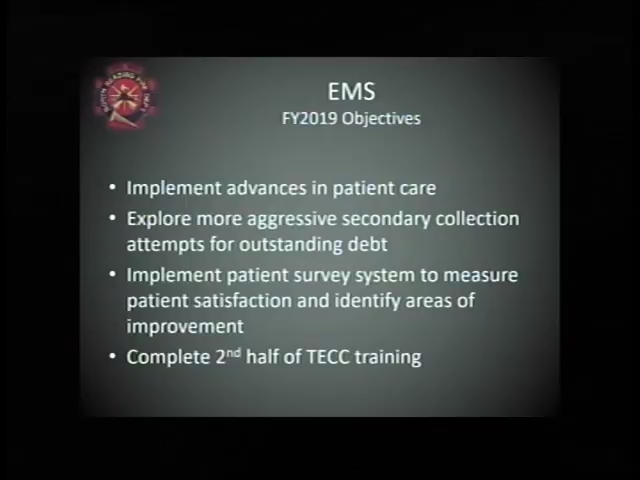 EMS
FY2019 Objectives
• Implement advances in patient care
• Explore more aggressive secondary collection
attempts for outstanding debt
• Implement patient survey system to measure
patient satisfaction and identify areas of
improvement
• Complete 2nd half of TECC training